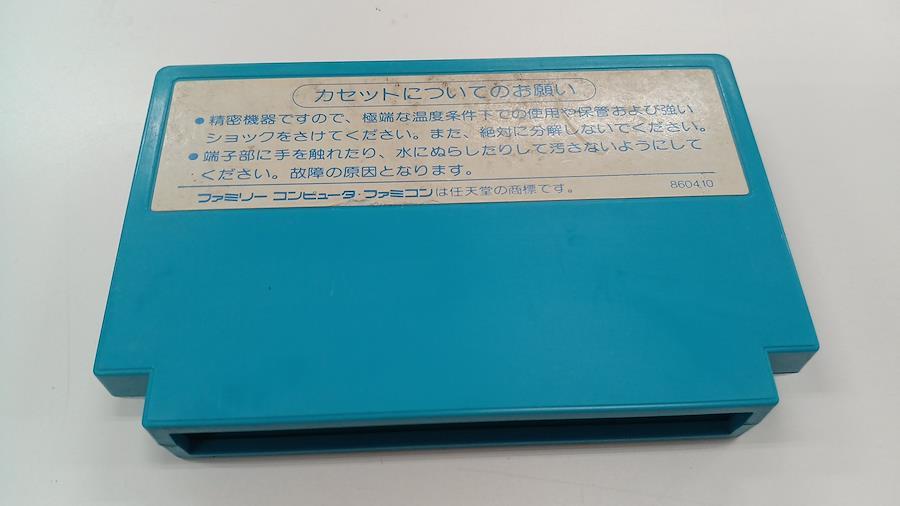 カセットについてのお願い
●精密機器ですので、極端な温度条件下での使用や保管および強い
ショックをさけてください。また、絶対に分解しないでください。
●端子部に手を触れたり、水にぬらしたりして汚さないようにして
ください。故障の原因となります。
ファミリー コンピュータ・ファミコンは任天堂の商標です。 860410